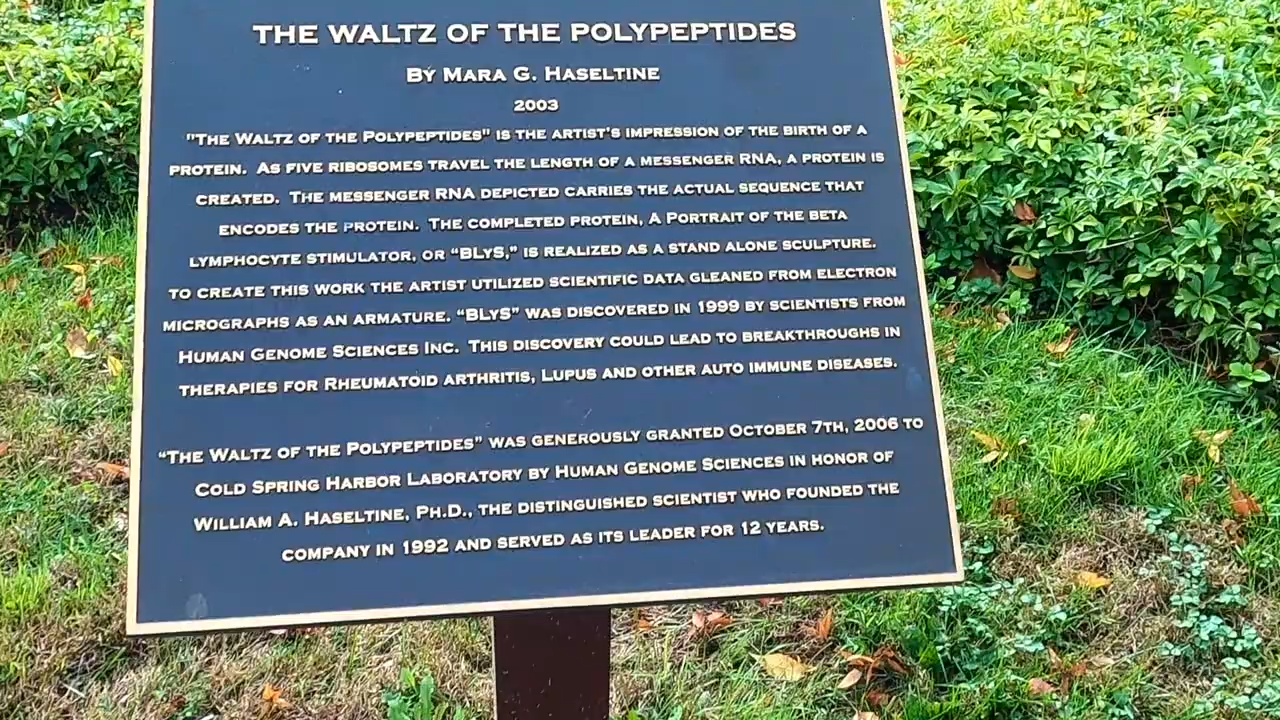 THE WALTZ OF THE POLYPEPTIDES
BY MARA G. HASELTINE
2003
"THE WALTZ OF THE POLYPEPTIDES" IS THE ARTIST'S IMPRESSION OF THE BIRTH OF A
PROTEIN. AS FIVE RIBOSOMES TRAVEL THE LENGTH OF A MESSENGER RNA, A PROTEIN IS
CREATED. THE MESSENGER RNA DEPICTED CARRIES THE ACTUAL SEQUENCE THAT
ENCODES THE PROTEIN. THE COMPLETED PROTEIN, A PORTRAIT OF THE BETA
LYMPHOCYTE STIMULATOR, OR “BLYS,” IS REALIZED AS A STAND ALONE SCULPTURE.
TO CREATE THIS WORK THE ARTIST UTILIZED SCIENTIFIC DATA GLEANED FROM ELECTRON
MICROGRAPHS AS AN ARMATURE. “BLYS” WAS DISCOVERED IN 1999 BY SCIENTISTS FROM
HUMAN GENOME SCIENCES INC. THIS DISCOVERY COULD LEAD TO BREAKTHROUGHS IN
THERAPIES FOR RHEUMATOID ARTHRITIS, LUPUS AND OTHER AUTO IMMUNE DISEASES.
“THE WALTZ OF THE POLYPEPTIDES” WAS GENEROUSLY GRANTED OCTOBER 7TH, 2006 TO
COLD SPRING HARBOR LABORATORY BY HUMAN GENOME SCIENCES IN HONOR OF
WILLIAM A. HASELTINE, PH.D., THE DISTINGUISHED SCIENTIST WHO FOUNDED THE
COMPANY IN 1992 AND SERVED AS ITS LEADER FOR 12 YEARS.